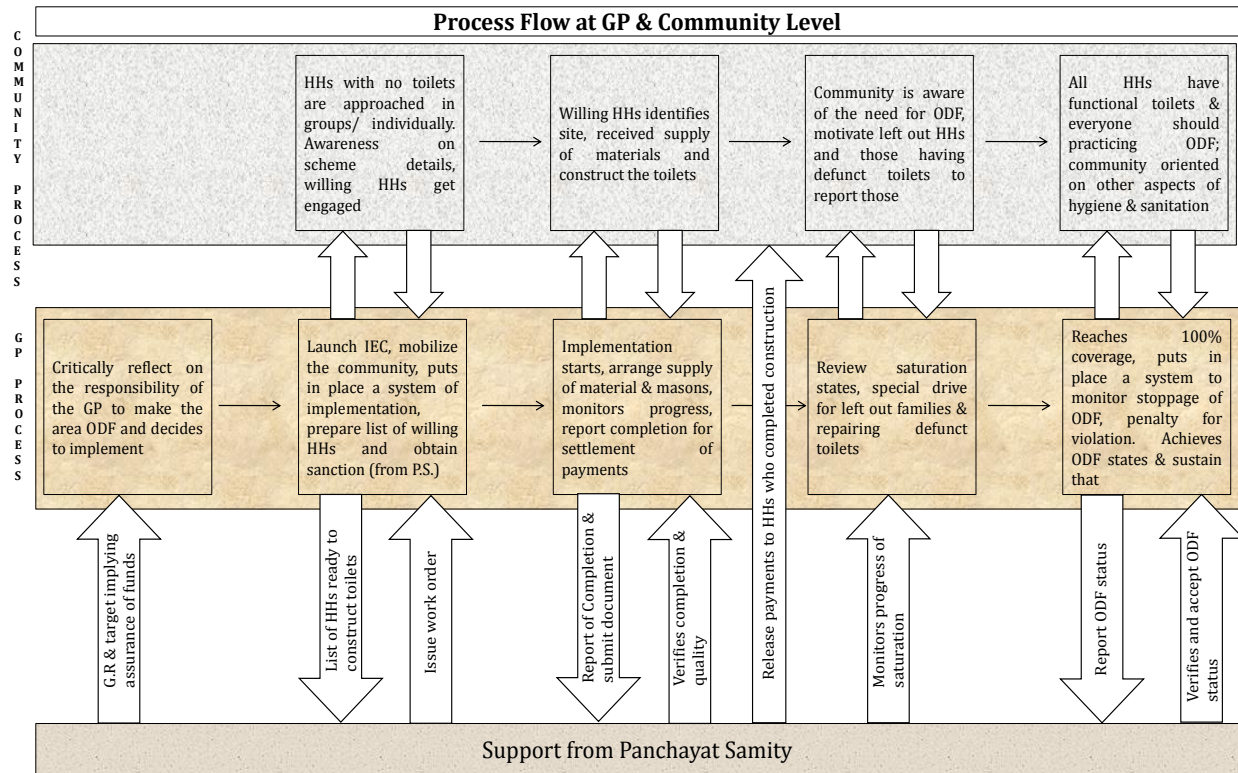 Process Flow at GP & Community Level
COMMUNITY PROCESS
HHs with no toilets
are approached in
groups/ individually.
Awareness on
scheme details,
willing HHs get
engaged
Willing HHs identifies
site, received supply
of materials and
construct the toilets
Community is aware
of the need for ODF,
motivate left out HHs
and those having
defunct toilets to
report those
All HHs have
functional toilets &
everyone should
practicing ODF;
community oriented
on other aspects of
hygiene & sanitation
GP PROCESS
Critically reflect on
the responsibility of
the GP to make the
area ODF and decides
to implement
Launch IEC, mobilize
the community, puts
in place a system of
implementation,
prepare list of willing
HHs and obtain
sanction (from P.S.)
Implementation
starts, arrange supply
of material & masons,
monitors progress,
report completion for
settlement of
payments
Review saturation
states, special drive
for left out families &
repairing defunct
toilets
Reaches 100%
coverage, puts in
place a system to
monitor stoppage of
ODF, penalty for
violation. Achieves
ODF states & sustain
that
G.R & target implying
assurance of funds
List of HHs ready to
construct toilets
Issue work order
Report of Completion &
submit document
Verifies completion &
quality
Release payments to HHs who completed construction
Monitors progress of
saturation
Report ODF status
Verifies and accept ODF
status
Support from Panchayat Samity